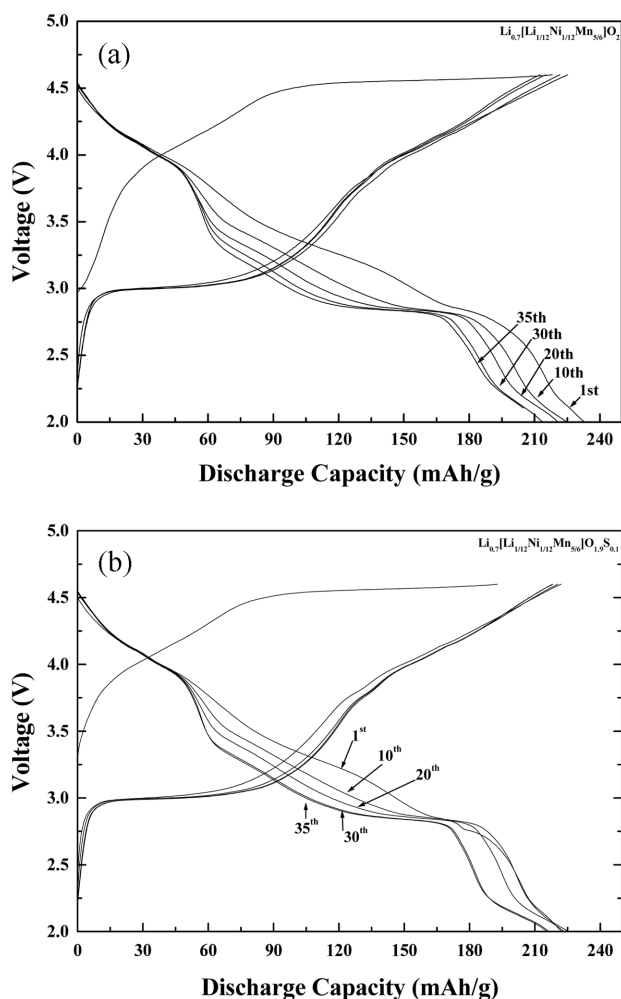 (a)
Li0.7[Li1/12Ni1/12Mn5/6]O2
5.0
4.5
4.0
3.5
3.0
2.5
2.0
Voltage (V)
35th
30th
20th
10th
1st
0 30 60 90 120 150 180 210 240
Discharge Capacity (mAh/g)
(b)
Li0.7[Li1/12Ni1/12Mn5/6]O1.9S0.1
5.0
4.5
4.0
3.5
3.0
2.5
2.0
Voltage (V)
1st
10th
20th
35th
30th
0 30 60 90 120 150 180 210 240
Discharge Capacity (mAh/g)